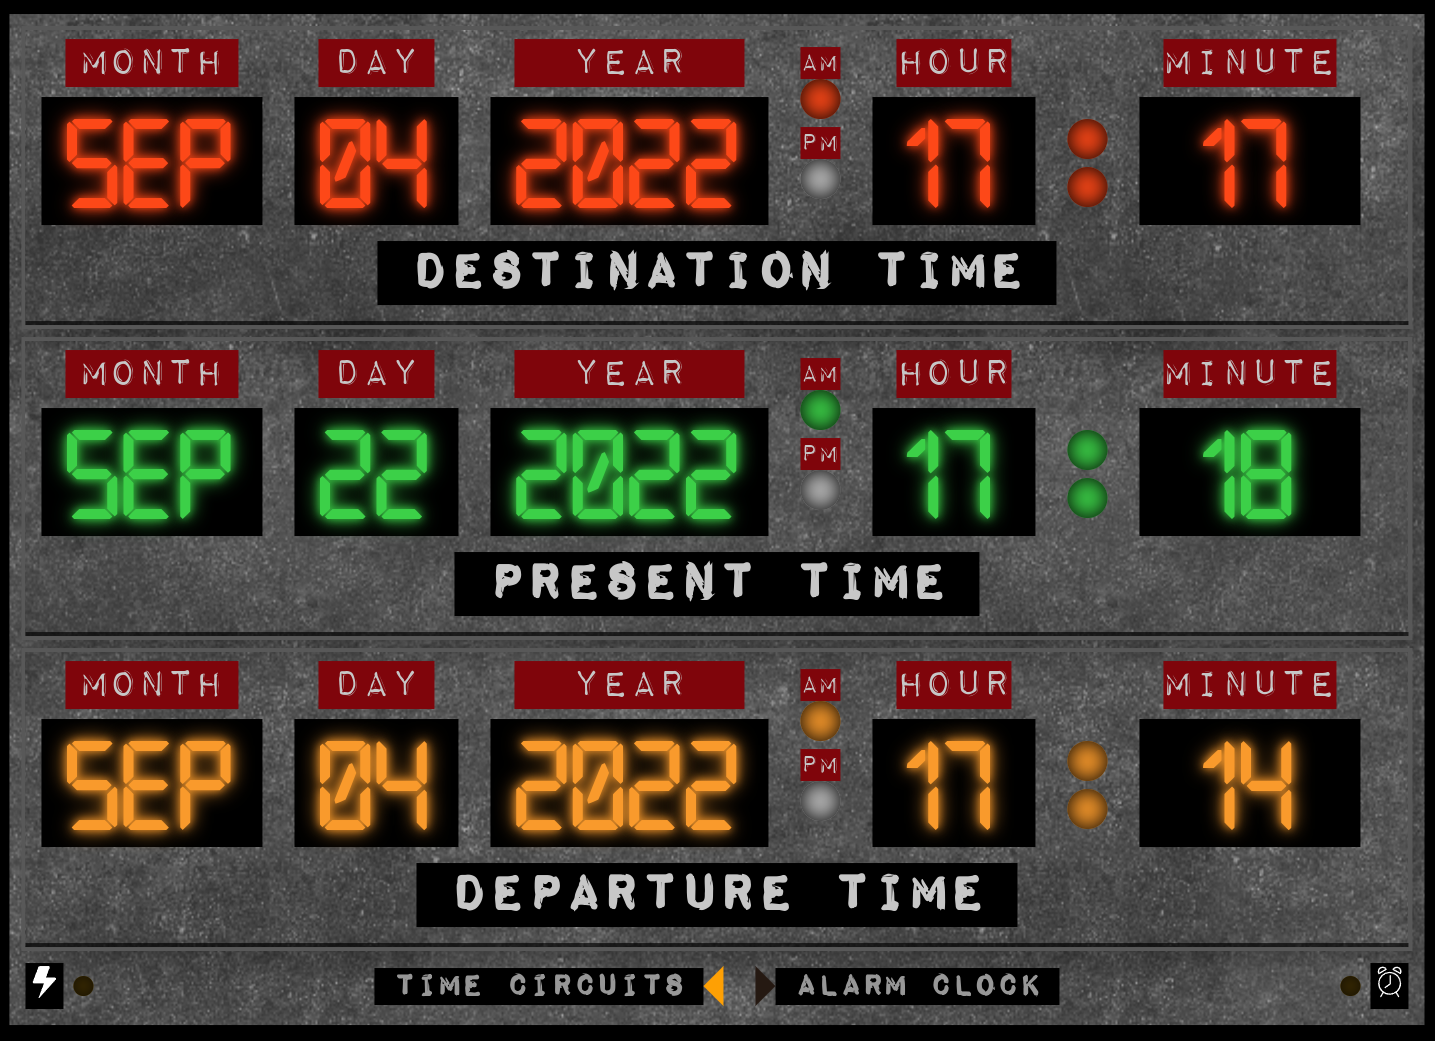 MONTH DAY YEAR AM HOUR MINUTE
PM
SEP 04 2022 17 17
DESTINATION TIME
MONTH DAY YEAR AM HOUR MINUTE
PM
SEP 22 2022 17 18
PRESENT TIME
MONTH DAY YEAR AM HOUR MINUTE
PM
SEP 04 2022 17 14
DEPARTURE TIME
TIME CIRCUITS ALARM CLOCK